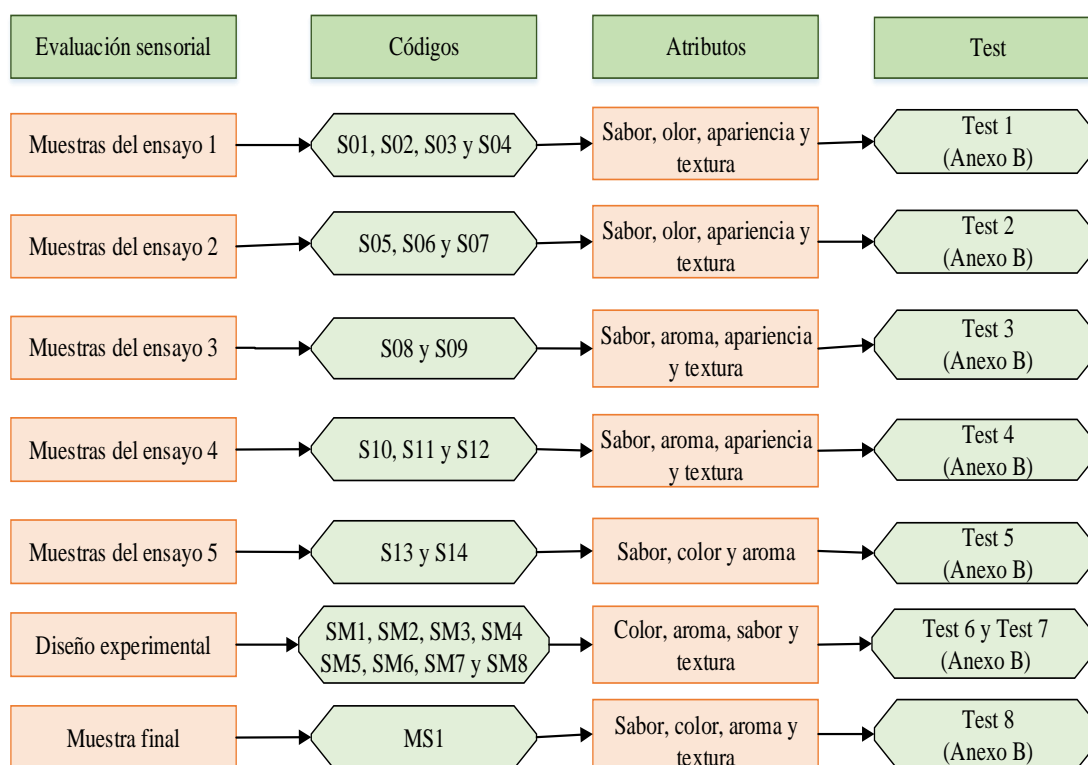 Evaluación sensorial
Códigos
Atributos
Test
Muestras del ensayo 1
S01, S02, S03 y S04
Sabor, olor, apariencia y
textura
Test 1
(Anexo B)
Muestras del ensayo 2
S05, S06 y S07
Sabor, olor, apariencia y
textura
Test 2
(Anexo B)
Muestras del ensayo 3
S08 y S09
Sabor, aroma, apariencia
y textura
Test 3
(Anexo B)
Muestras del ensayo 4
S10, S11 y S12
Sabor, aroma, apariencia
y textura
Test 4
(Anexo B)
Muestras del ensayo 5
S13 y S14
Sabor, color y aroma
Test 5
(Anexo B)
Diseño experimental
SM1, SM2, SM3, SM4
SM5, SM6, SM7 y SM8
Color, aroma, sabor y
textura
Test 6 y Test 7
(Anexo B)
Muestra final
MS1
Sabor, color, aroma y
textura
Test 8
(Anexo B)